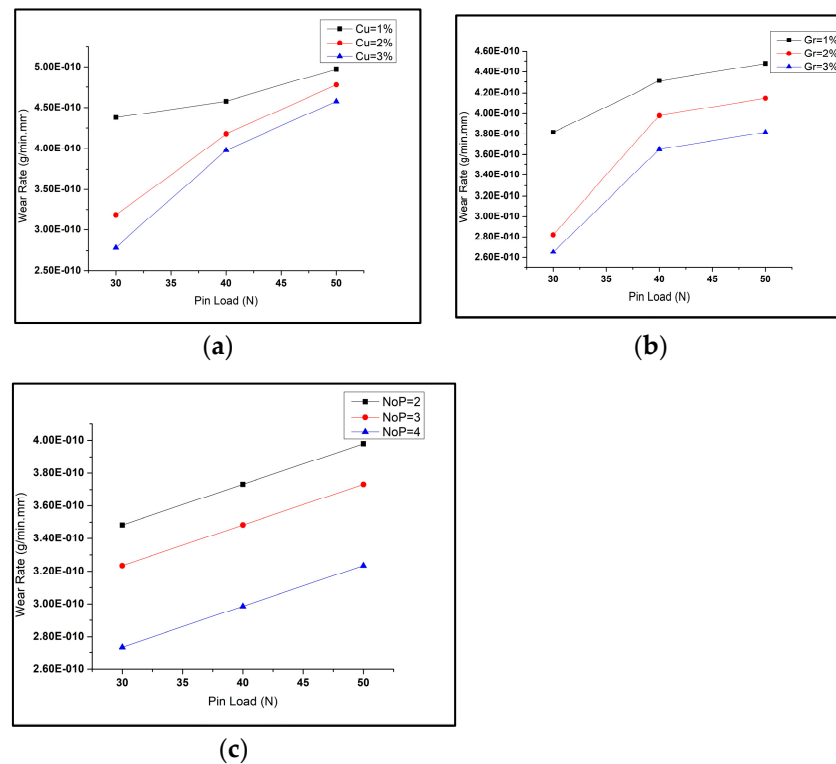 Cu=1%
Cu=2%
Cu=3%
5.00E-010
4.50E-010
4.00E-010
3.50E-010
3.00E-010
2.50E-010
Wear Rate (g/min.mm)
30 35 40 45 50
Pin Load (N)
(a)
Gr=1%
Gr=2%
Gr=3%
4.60E-010
4.40E-010
4.20E-010
4.00E-010
3.80E-010
3.60E-010
3.40E-010
3.20E-010
3.00E-010
2.80E-010
2.60E-010
Wear Rate (g/min.mm)
30 35 40 45 50
Pin Load (N)
(b)
NoP=2
NoP=3
NoP=4
4.00E-010
3.80E-010
3.60E-010
3.40E-010
3.20E-010
3.00E-010
2.80E-010
2.60E-010
Wear Rate (g/min.mm)
30 35 40 45 50
Pin Load (N)
(c)